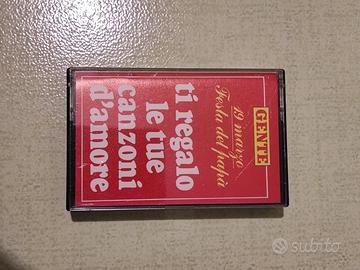 GENTE
19 marzo
Festa del papà
ti regalo
le tue
canzoni
d'amore
subito